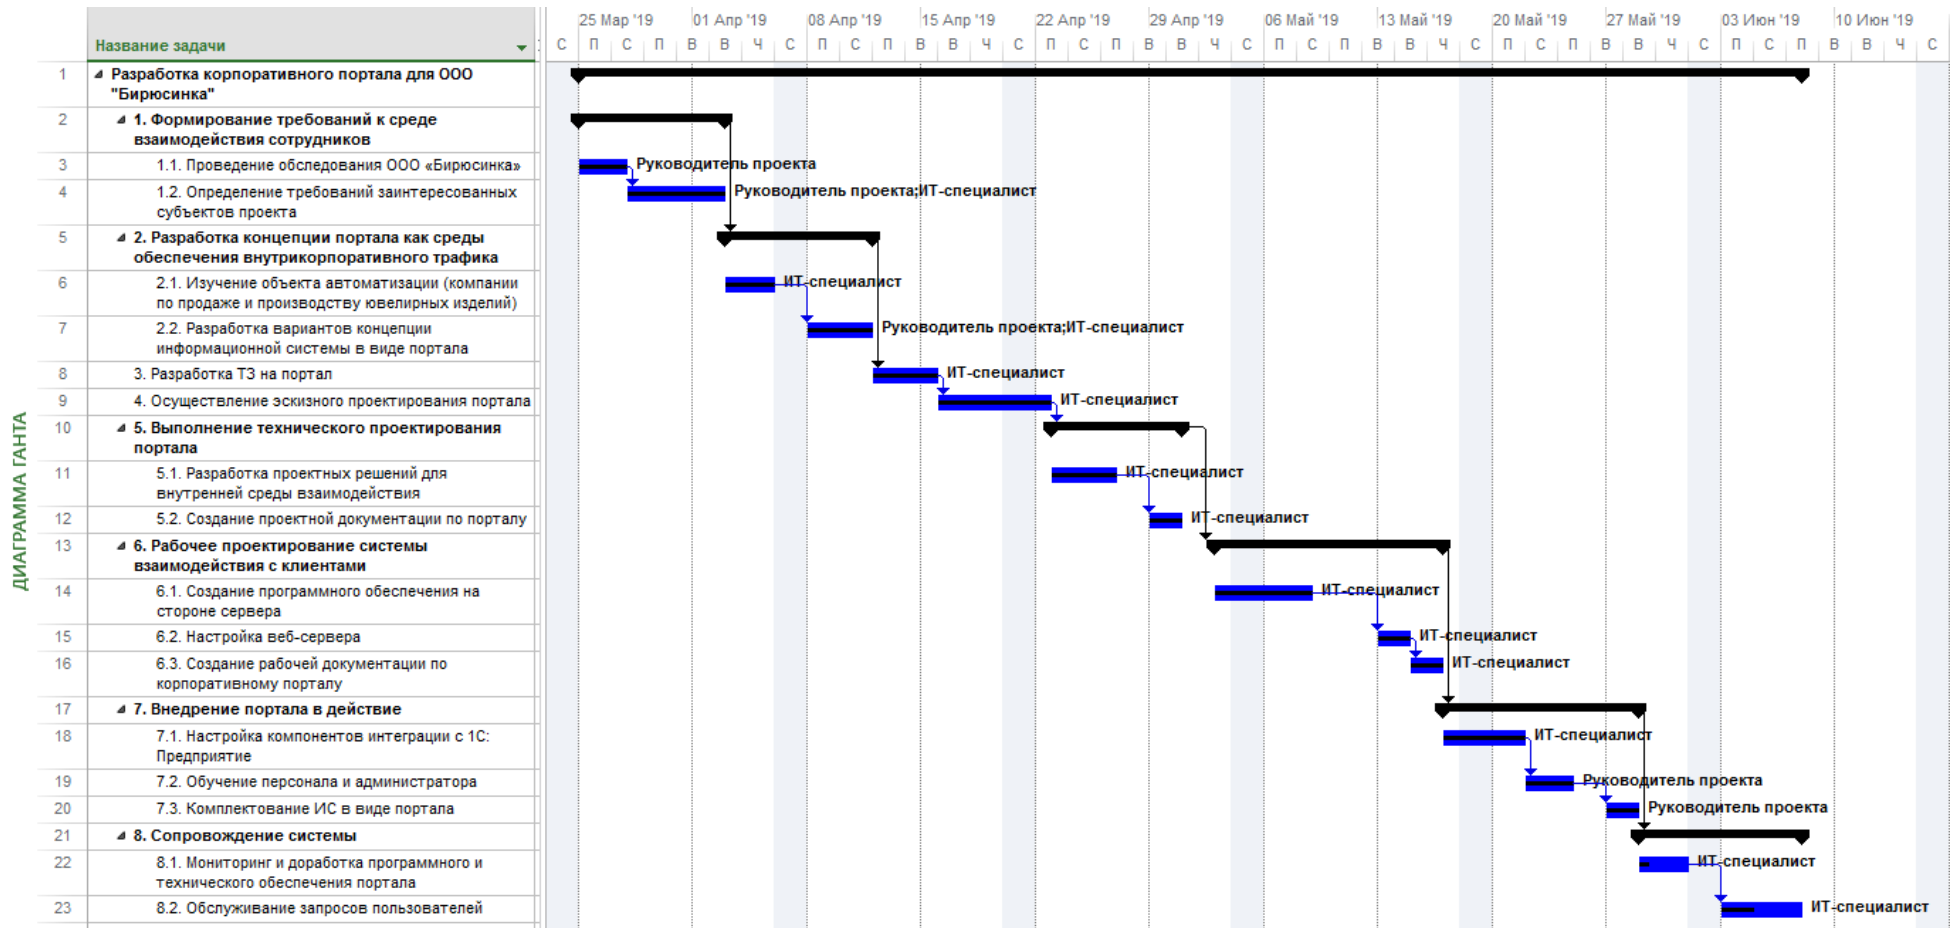 25 Мар '19 01 Апр '19 08 Апр '19 15 Апр '19 22 Апр '19 29 Апр '19 06 Май '19 13 Май '19 20 Май '19 27 Май '19 03 Июн '19 10 Июн '19
Название задачи
С П С П В В Ч С П С П В В Ч С П С П В В Ч С П С П В В Ч С П С П В В Ч С П С П В В Ч С
ДИАГРАММА ГАНТА
1 Разработка корпоративного портала для ООО
"Бирюсинка"
2 1. Формирование требований к среде
взаимодействия сотрудников
3 1.1. Проведение обследования ООО «Бирюсинка» Руководитель проекта
4 1.2. Определение требований заинтересованных Руководитель проекта;ИТ-специалист
субъектов проекта
5 2. Разработка концепции портала как среды
обеспечения внутрикорпоративного трафика
6 2.1. Изучение объекта автоматизации (компании ИТ-специалист
по продаже и производству ювелирных изделий)
7 2.2. Разработка вариантов концепции Руководитель проекта;ИТ-специалист
информационной системы в виде портала
8 3. Разработка ТЗ на портал ИТ-специалист
9 4. Осуществление эскизного проектирования портала ИТ-специалист
10 5. Выполнение технического проектирования
портала
11 5.1. Разработка проектных решений для ИТ-специалист
внутренней среды взаимодействия
12 5.2. Создание проектной документации по порталу ИТ-специалист
13 6. Рабочее проектирование системы
взаимодействия с клиентами
14 6.1. Создание программного обеспечения на ИТ-специалист
стороне сервера
15 6.2. Настройка веб-сервера ИТ-специалист
16 6.3. Создание рабочей документации по ИТ-специалист
корпоративному порталу
17 7. Внедрение портала в действие
18 7.1. Настройка компонентов интеграции с 1С: ИТ-специалист
Предприятие
19 7.2. Обучение персонала и администратора Руководитель проекта
20 7.3. Комплектование ИС в виде портала Руководитель проекта
21 8. Сопровождение системы
22 8.1. Мониторинг и доработка программного и ИТ-специалист
технического обеспечения портала
23 8.2. Обслуживание запросов пользователей ИТ-специалист